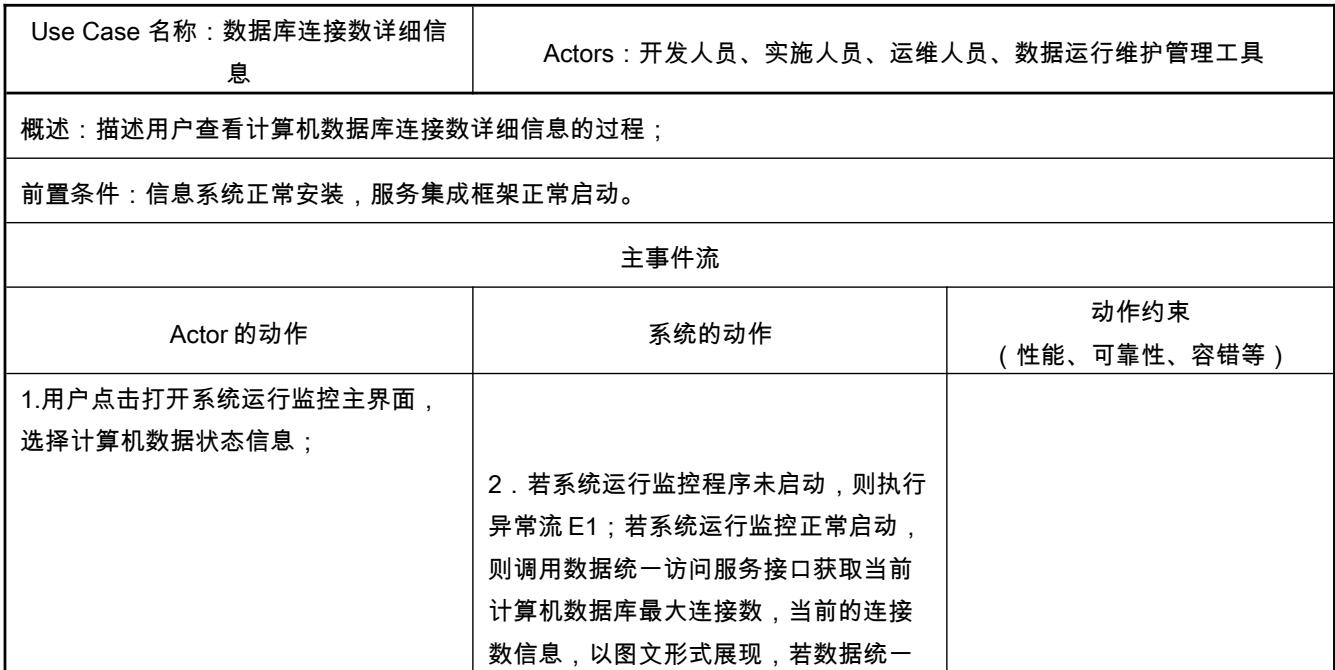 Use Case 名称：数据库连接数详细信
息
Actors：开发人员、实施人员、运维人员、数据运行维护管理工具
概述：描述用户查看计算机数据库连接数详细信息的过程；
前置条件：信息系统正常安装，服务集成框架正常启动。
主事件流
Actor 的动作
系统的动作
动作约束
（性能、可靠性、容错等）
1.用户点击打开系统运行监控主界面，
选择计算机数据状态信息；
2．若系统运行监控程序未启动，则执行
异常流 E1；若系统运行监控正常启动，
则调用数据统一访问服务接口获取当前
计算机数据库最大连接数，当前的连接
数信息，以图文形式展现，若数据统一